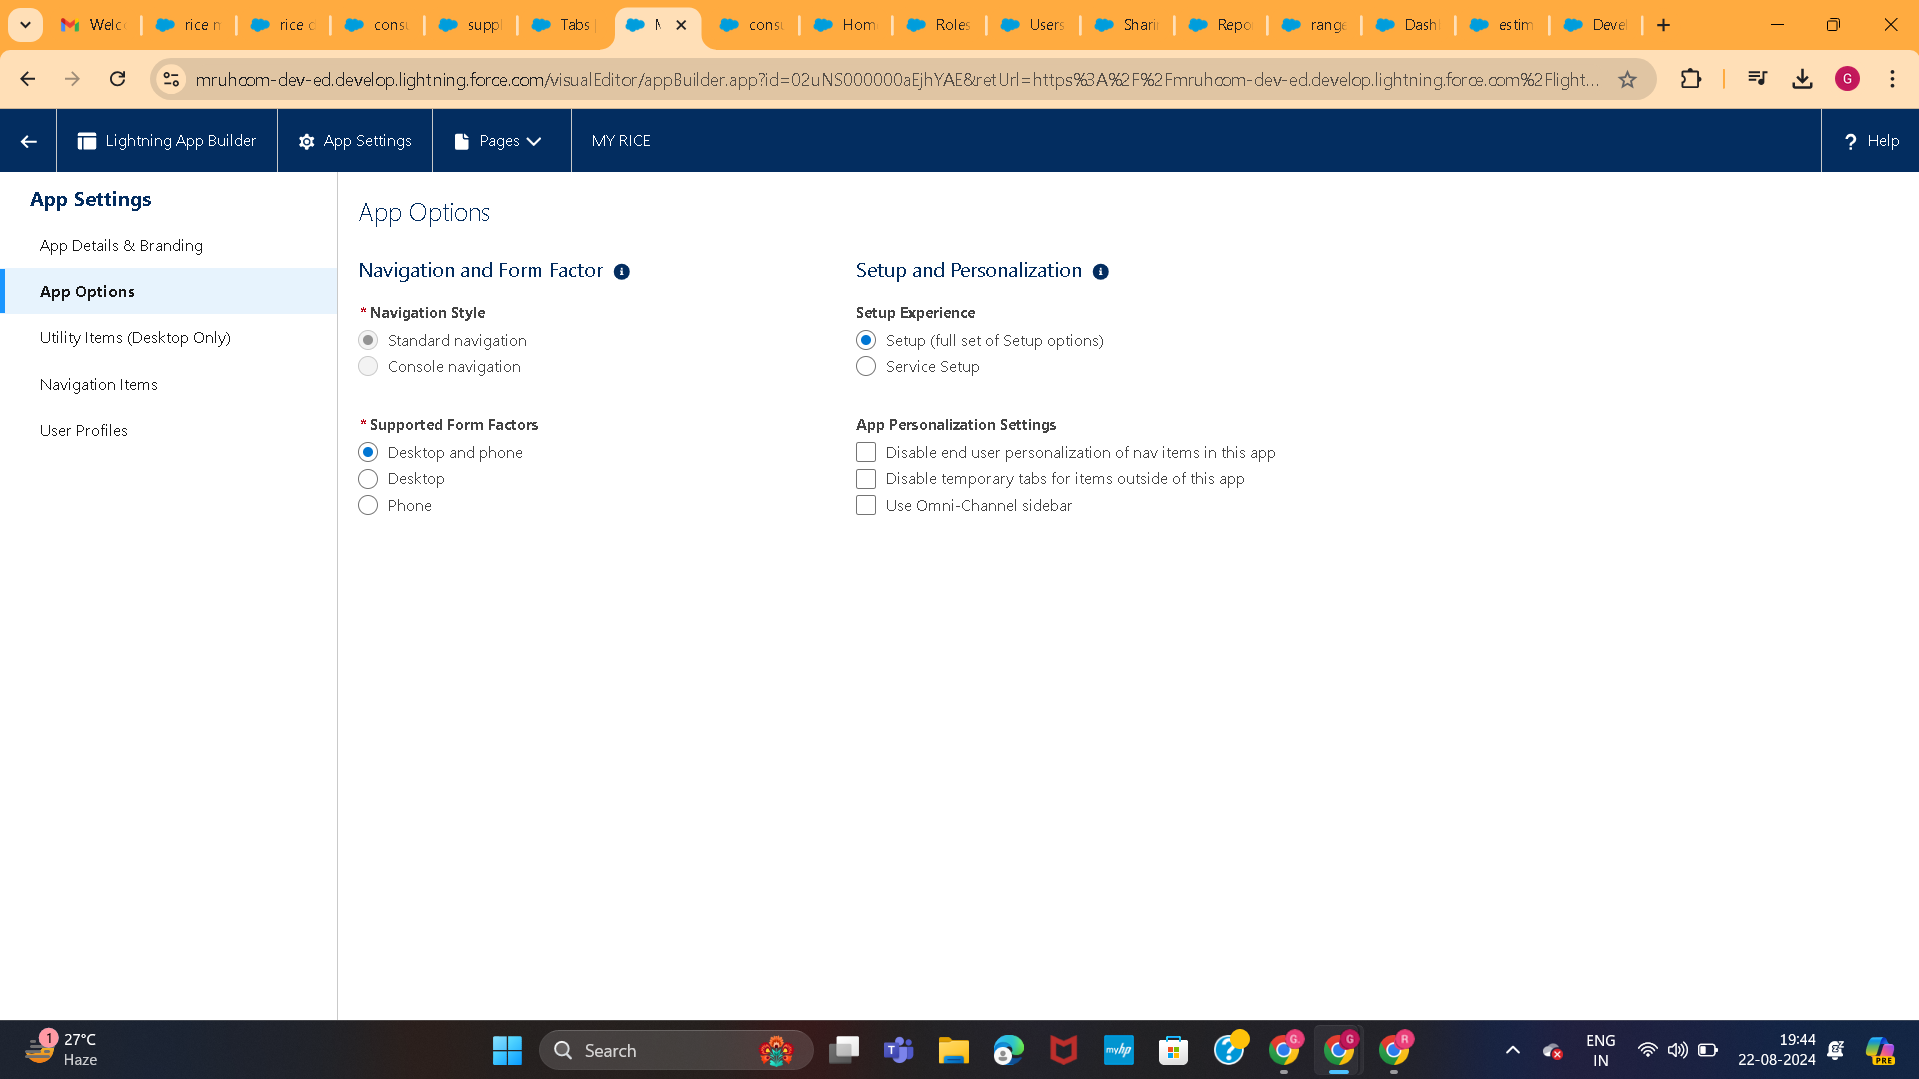 Welc
rice n
rice c
consu
suppl
Tabs
consu
Home
Roles
Users
Sharin
Repo
range
Dashb
estim
Devel
mruhcom-dev-ed.develop.lightning.force.com/visualEditor/appBuilder.app?id=02uNS000000aEjhYAE&retUrl=https%3A%2F%2Fmruhcom-dev-ed.develop.lightning.force.com%2Flight...
G
Lightning App Builder
App Settings
Pages
MY RICE
? Help
App Settings
App Details & Branding
App Options
Utility Items (Desktop Only)
Navigation Items
User Profiles
App Options
Navigation and Form Factor
* Navigation Style
Standard navigation
Console navigation
* Supported Form Factors
Desktop and phone
Desktop
Phone
Setup and Personalization
Setup Experience
Setup (full set of Setup options)
Service Setup
App Personalization Settings
Disable end user personalization of nav items in this app
Disable temporary tabs for items outside of this app
Use Omni-Channel sidebar
1
27°C
Haze
Search
myhp
G
G
R
ENG
IN
19:44
22-08-2024
PRE